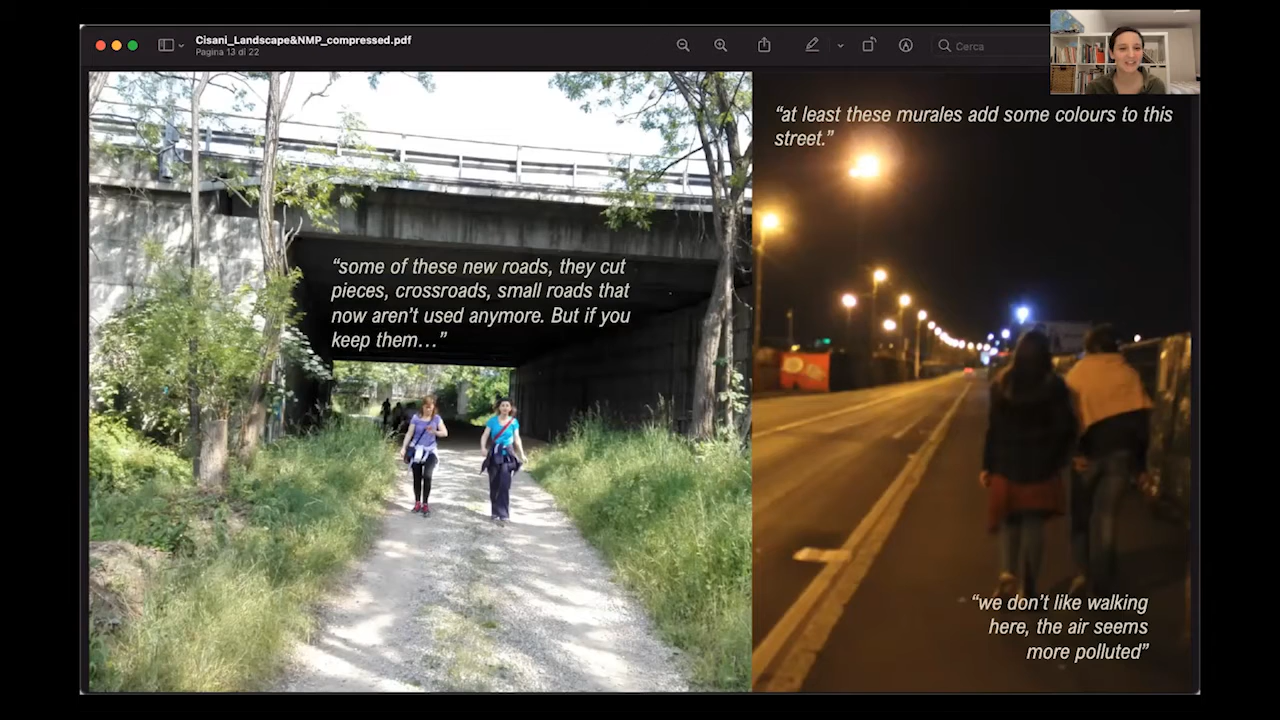 Cisani_Landscape&NMP_compressed.pdf
Pagina 13 di 22
Cerca
“at least these murales add some colours to this
street.”
“some of these new roads, they cut
pieces, crossroads, small roads that
now aren’t used anymore. But if you
keep them…”
“we don’t like walking
here, the air seems
more polluted”